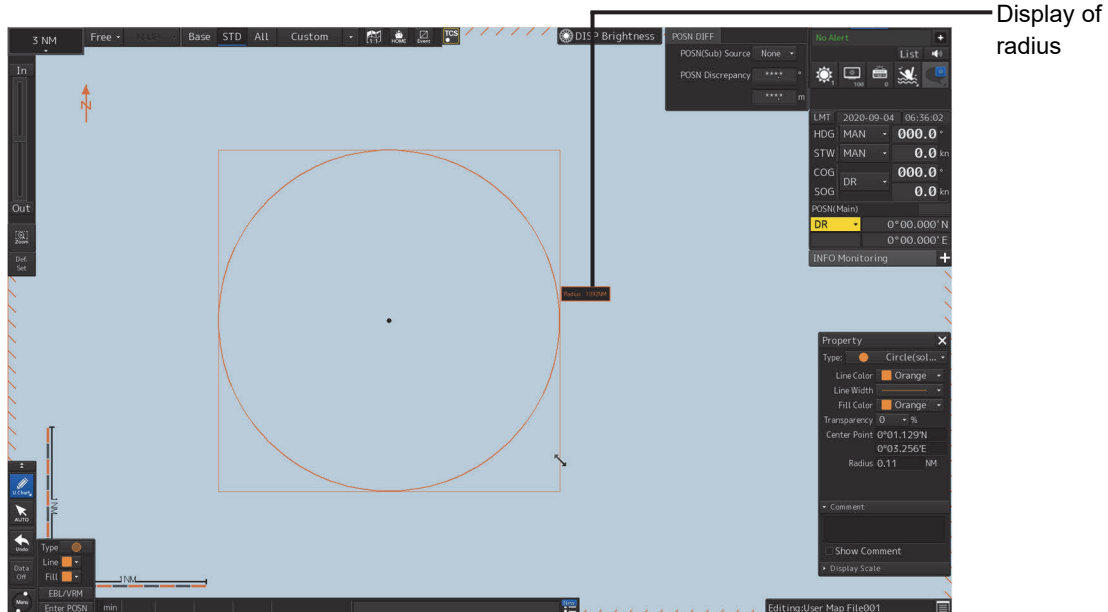 Display of
radius
3 NM
Free
Base STD All Custom
1:1
HOME
Event
TCS
DISP Brightness
POSN DIFF
POSN(Sub) Source None
POSN Discrepancy ****.* °
****.* m
No Alert
List
1
100
0
LMT 2020-09-04 06:36:02
HDG MAN 000.0 °
STW MAN 0.0 kn
COG 000.0 °
DR
SOG 0.0 kn
POSN(Main)
DR 0°00.000'N
0°00.000'E
INFO Monitoring
In
Out
Zoom
Def.
Set
N
Property
Type: Circle(sol...
Line Color Orange
Line Width
Fill Color Orange
Transparency 0 %
Center Point 0°01.129'N
0°03.256'E
Radius 0.11 NM
Comment
Show Comment
Display Scale
U.Chart
AUTO
Undo
Data
Off
Menu
1NM
Type
Line
Fill
1NM
EBL/VRM
Enter POSN min
New
Editing:User Map File001